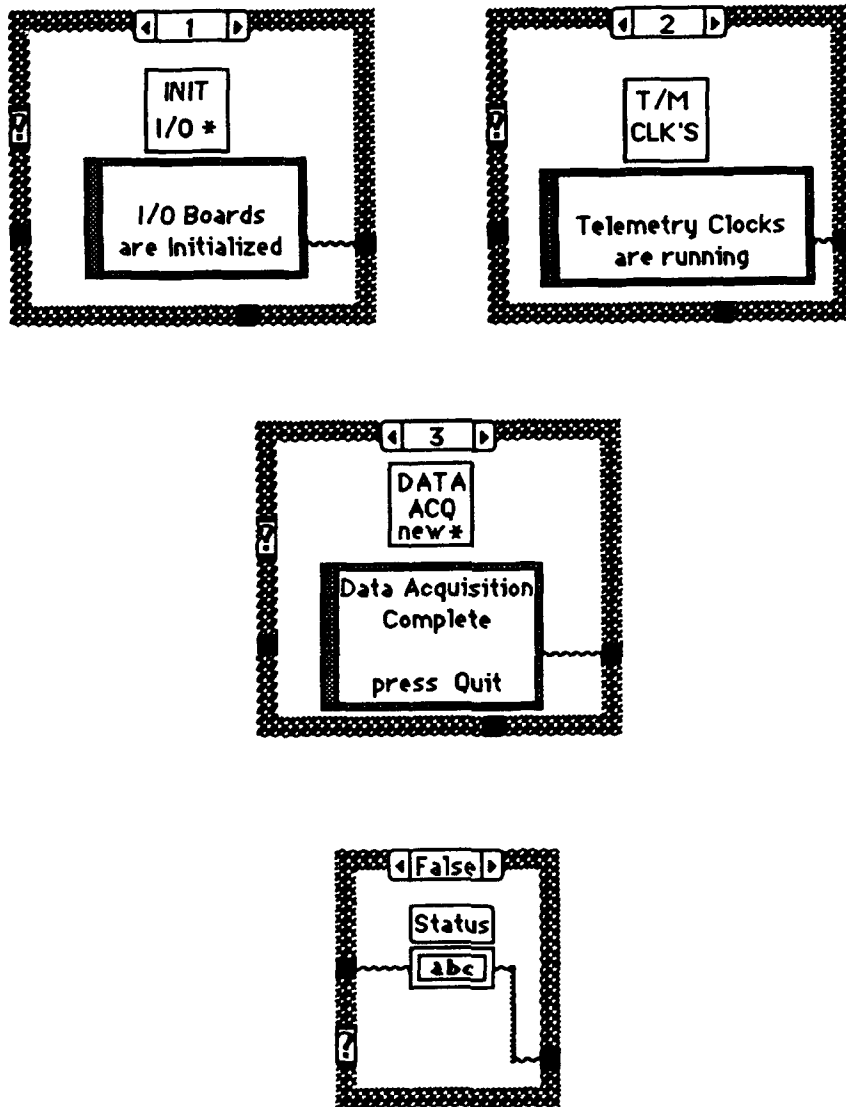 1
INIT
I/O *
?
I/O Boards
are Initialized
2
T/M
CLK'S
?
Telemetry Clocks
are running
3
DATA
ACQ
new*
?
Data Acquisition
Complete
press Quit
False
Status
abc
?